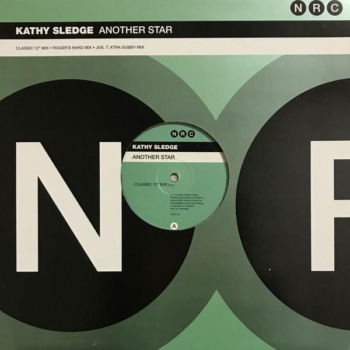 NRC
KATHY SLEDGE ANOTHER STAR
CLASSIC 12" MIX • ROGER'S HARD MIX • JOE. T. XTRA DUBBY MIX
NRC
KATHY SLEDGE
ANOTHER STAR
CLASSIC 12" MIX
A
N R